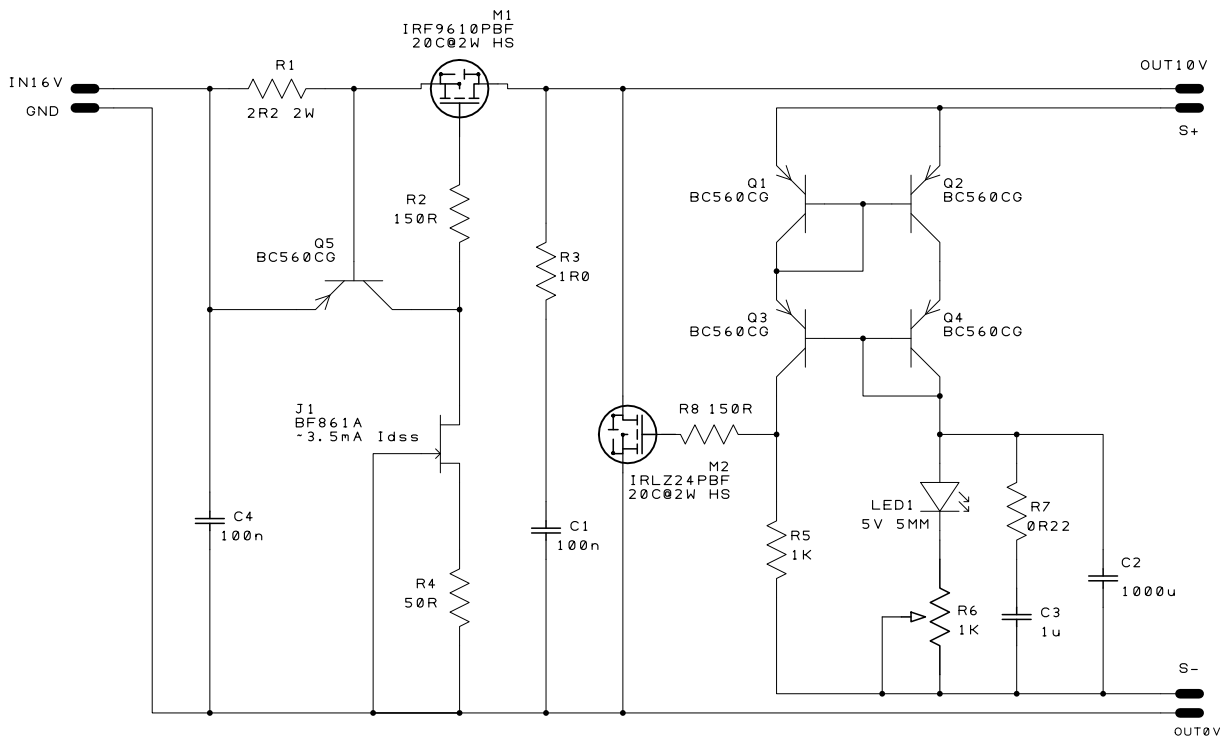 M1
IRF9610PBF
20C@2W HS
IN16V
GND
R1
2R2 2W
OUT10V
S+
R2
150R
Q1
BC560CG
Q2
BC560CG
Q5
BC560CG
R3
1R0
Q3
BC560CG
Q4
BC560CG
J1
BF861A
~3.5mA Idss
R8 150R
M2
IRLZ24PBF
20C@2W HS
LED1
5V 5MM
R7
0R22
C4
100n
C1
100n
R5
1K
C2
1000u
R4
50R
R6
1K
C3
1u
S-
OUT0V